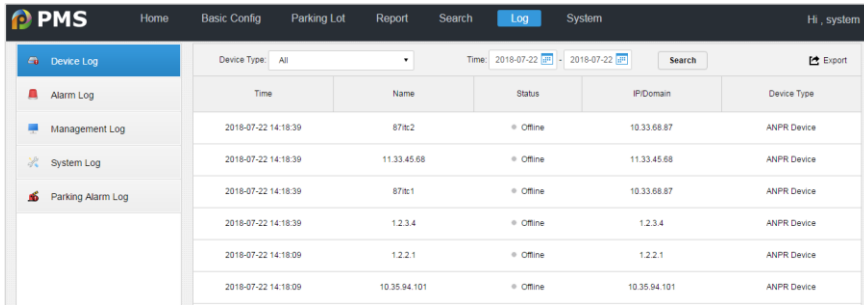 PMS Home Basic Config Parking Lot Report Search Log System Hi , system
Device Log
Alarm Log
Management Log
System Log
Parking Alarm Log
Device Type: All Time: 2018-07-22 - 2018-07-22 Search Export
Time Name Status IP/Domain Device Type
2018-07-22 14:18:39 87itc2 Offline 10.33.68.87 ANPR Device
2018-07-22 14:18:39 11.33.45.68 Offline 11.33.45.68 ANPR Device
2018-07-22 14:18:39 87itc1 Offline 10.33.68.87 ANPR Device
2018-07-22 14:18:39 1.2.3.4 Offline 1.2.3.4 ANPR Device
2018-07-22 14:18:09 1.2.2.1 Offline 1.2.2.1 ANPR Device
2018-07-22 14:18:09 10.35.94.101 Offline 10.35.94.101 ANPR Device